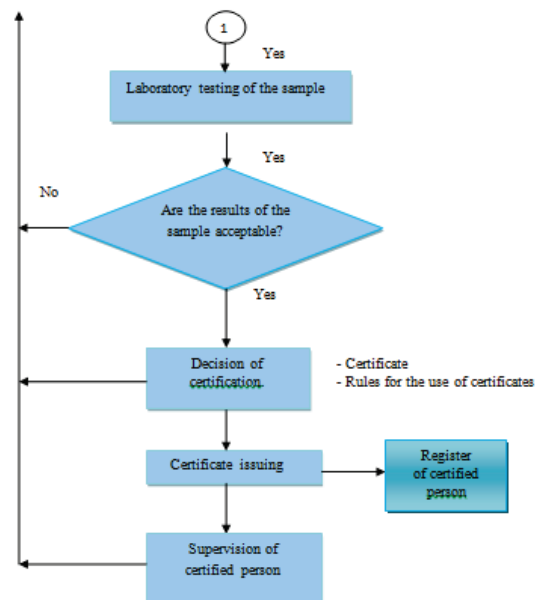 1
Yes
Laboratory testing of the sample
Yes
No
Are the results of the
sample acceptable?
Yes
Decision of
certification.
- Certificate
- Rules for the use of certificates
Certificate issuing
Register
of certified
person
Supervision of
certified person